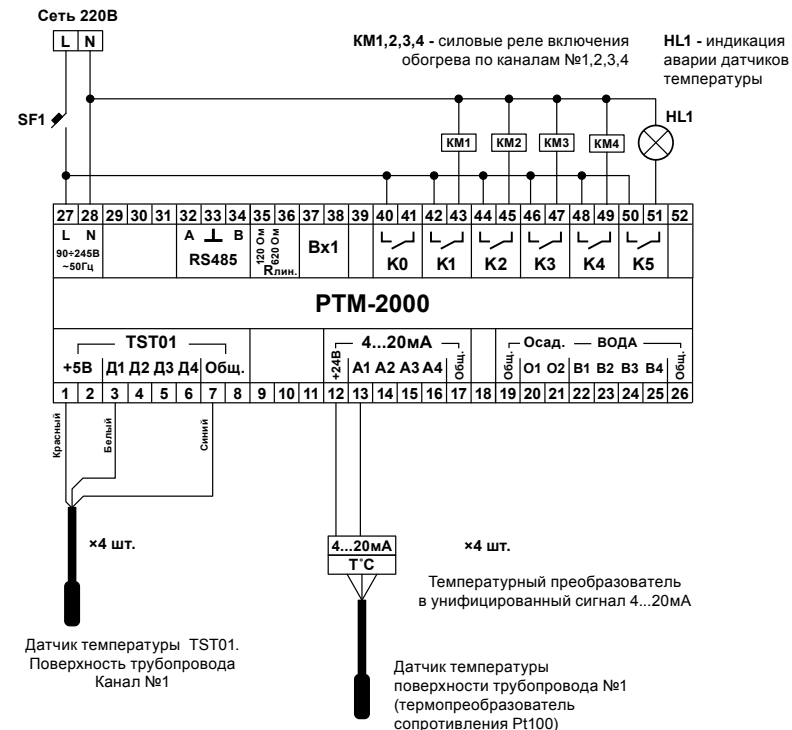 Сеть 220В
L N
КМ1,2,3,4 - силовые реле включения
обогрева по каналам №1,2,3,4
HL1 - индикация
аварии датчиков
температуры
SF1
HL1
КМ1 КМ2 КМ3 КМ4
27 28 29 30 31 32 33 34 35 36 37 38 39 40 41 42 43 44 45 46 47 48 49 50 51 52
L N
90÷245В
~50Гц
А В
RS485
120 Ом
620 Ом
Rлин.
Вх1
К0 К1 К2 К3 К4 К5
РТМ-2000
TST01
+5В Д1 Д2 Д3 Д4 Общ.
4...20мА
+24В А1 А2 А3 А4 Общ.
Осад. ВОДА
Общ. О1 О2 В1 В2 В3 В4 Общ.
1 2 3 4 5 6 7 8 9 10 11 12 13 14 15 16 17 18 19 20 21 22 23 24 25 26
Красный
Белый
Синий
×4 шт.
4...20мА
T˚C
×4 шт.
Температурный преобразователь
в унифицированный сигнал 4...20мА
Датчик температуры TST01.
Поверхность трубопровода
Канал №1
Датчик температуры
поверхности трубопровода №1
(термопреобразователь
сопротивления Pt100)